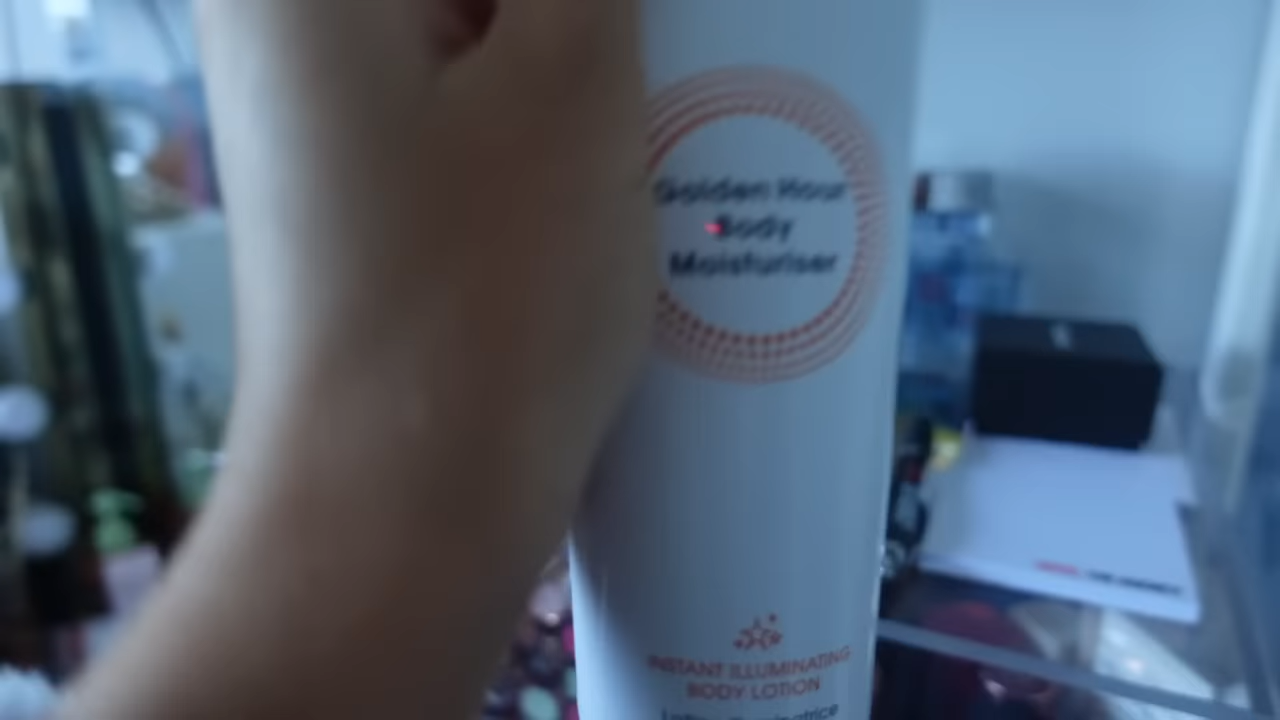 Golden Hour
Body
Moisturiser
INSTANT ILLUMINATING
BODY LOTION